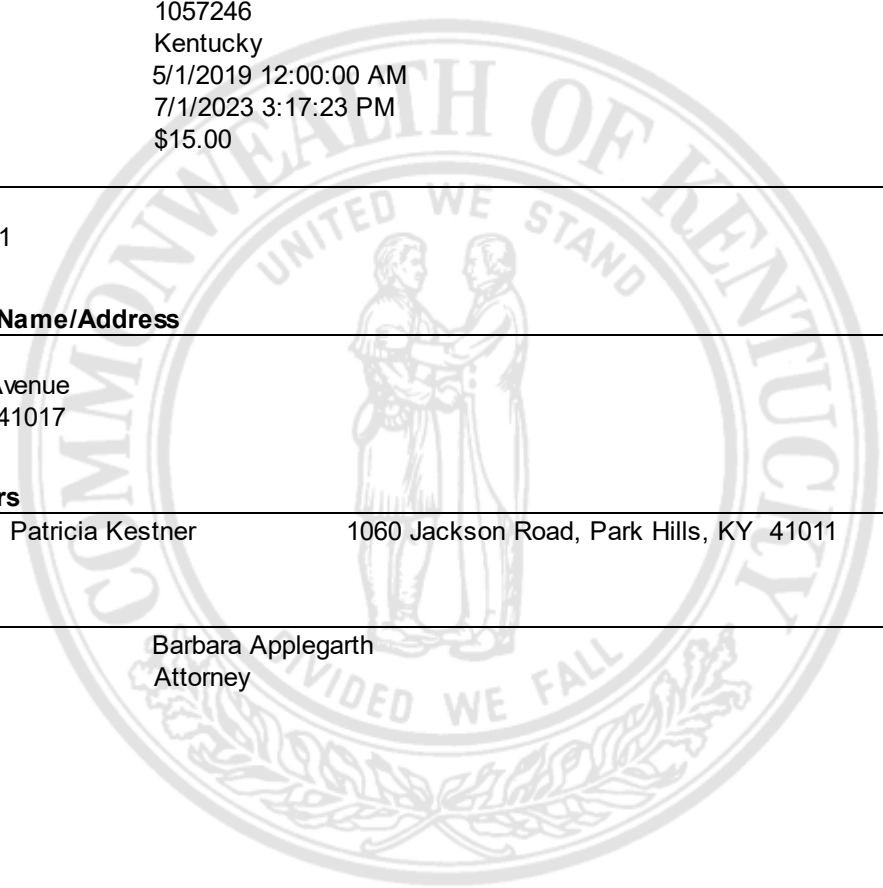 1057246
Kentucky
5/1/2019 12:00:00 AM
7/1/2023 3:17:23 PM
$15.00
1
Name/Address
Avenue
41017
rs
Patricia Kestner 1060 Jackson Road, Park Hills, KY 41011
Barbara Applegarth
Attorney
COMMONWEALTH OF KENTUCKY
UNITED WE STAND
DIVIDED WE FALL